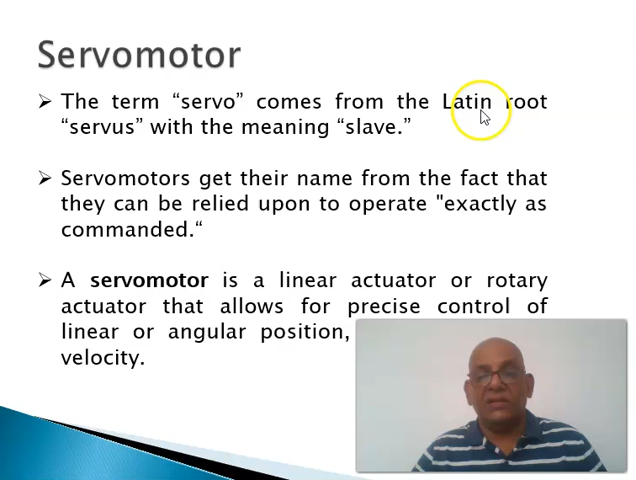 Servomotor
The term “servo” comes from the Latin root
“servus” with the meaning “slave.”
Servomotors get their name from the fact that
they can be relied upon to operate "exactly as
commanded.“
A servomotor is a linear actuator or rotary
actuator that allows for precise control of
linear or angular position,
velocity.